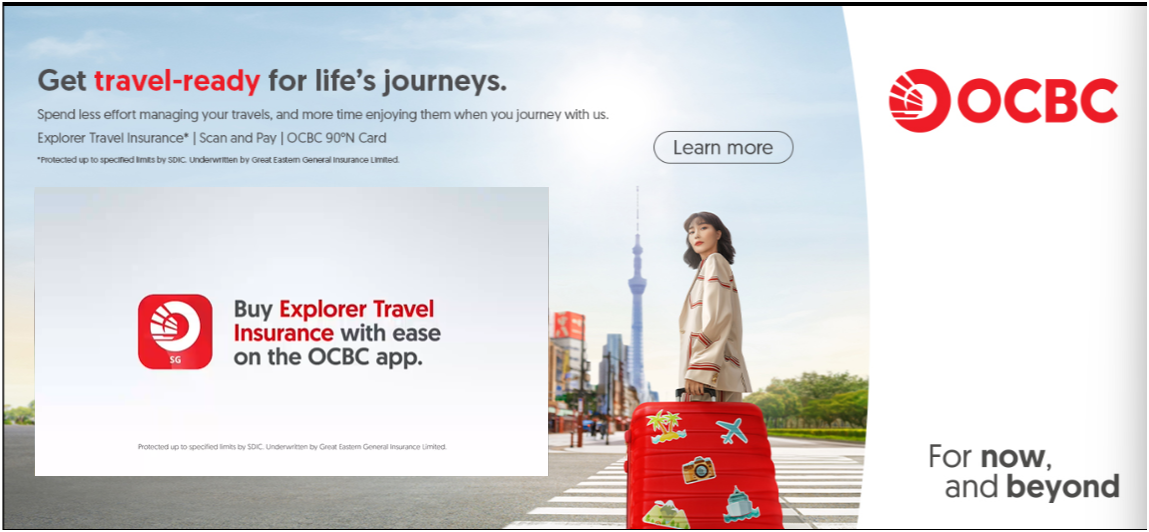 Get travel-ready for life's journeys.
Spend less effort managing your travels, and more time enjoying them when you journey with us.
Explorer Travel Insurance* | Scan and Pay | OCBC 90°N Card
*Protected up to specified limits by SDIC. Underwritten by Great Eastern General Insurance Limited.
Learn more
OCBC
SG
Buy Explorer Travel
Insurance with ease
on the OCBC app.
Protected up to specified limits by SDIC. Underwritten by Great Eastern General Insurance Limited.
For now,
and beyond